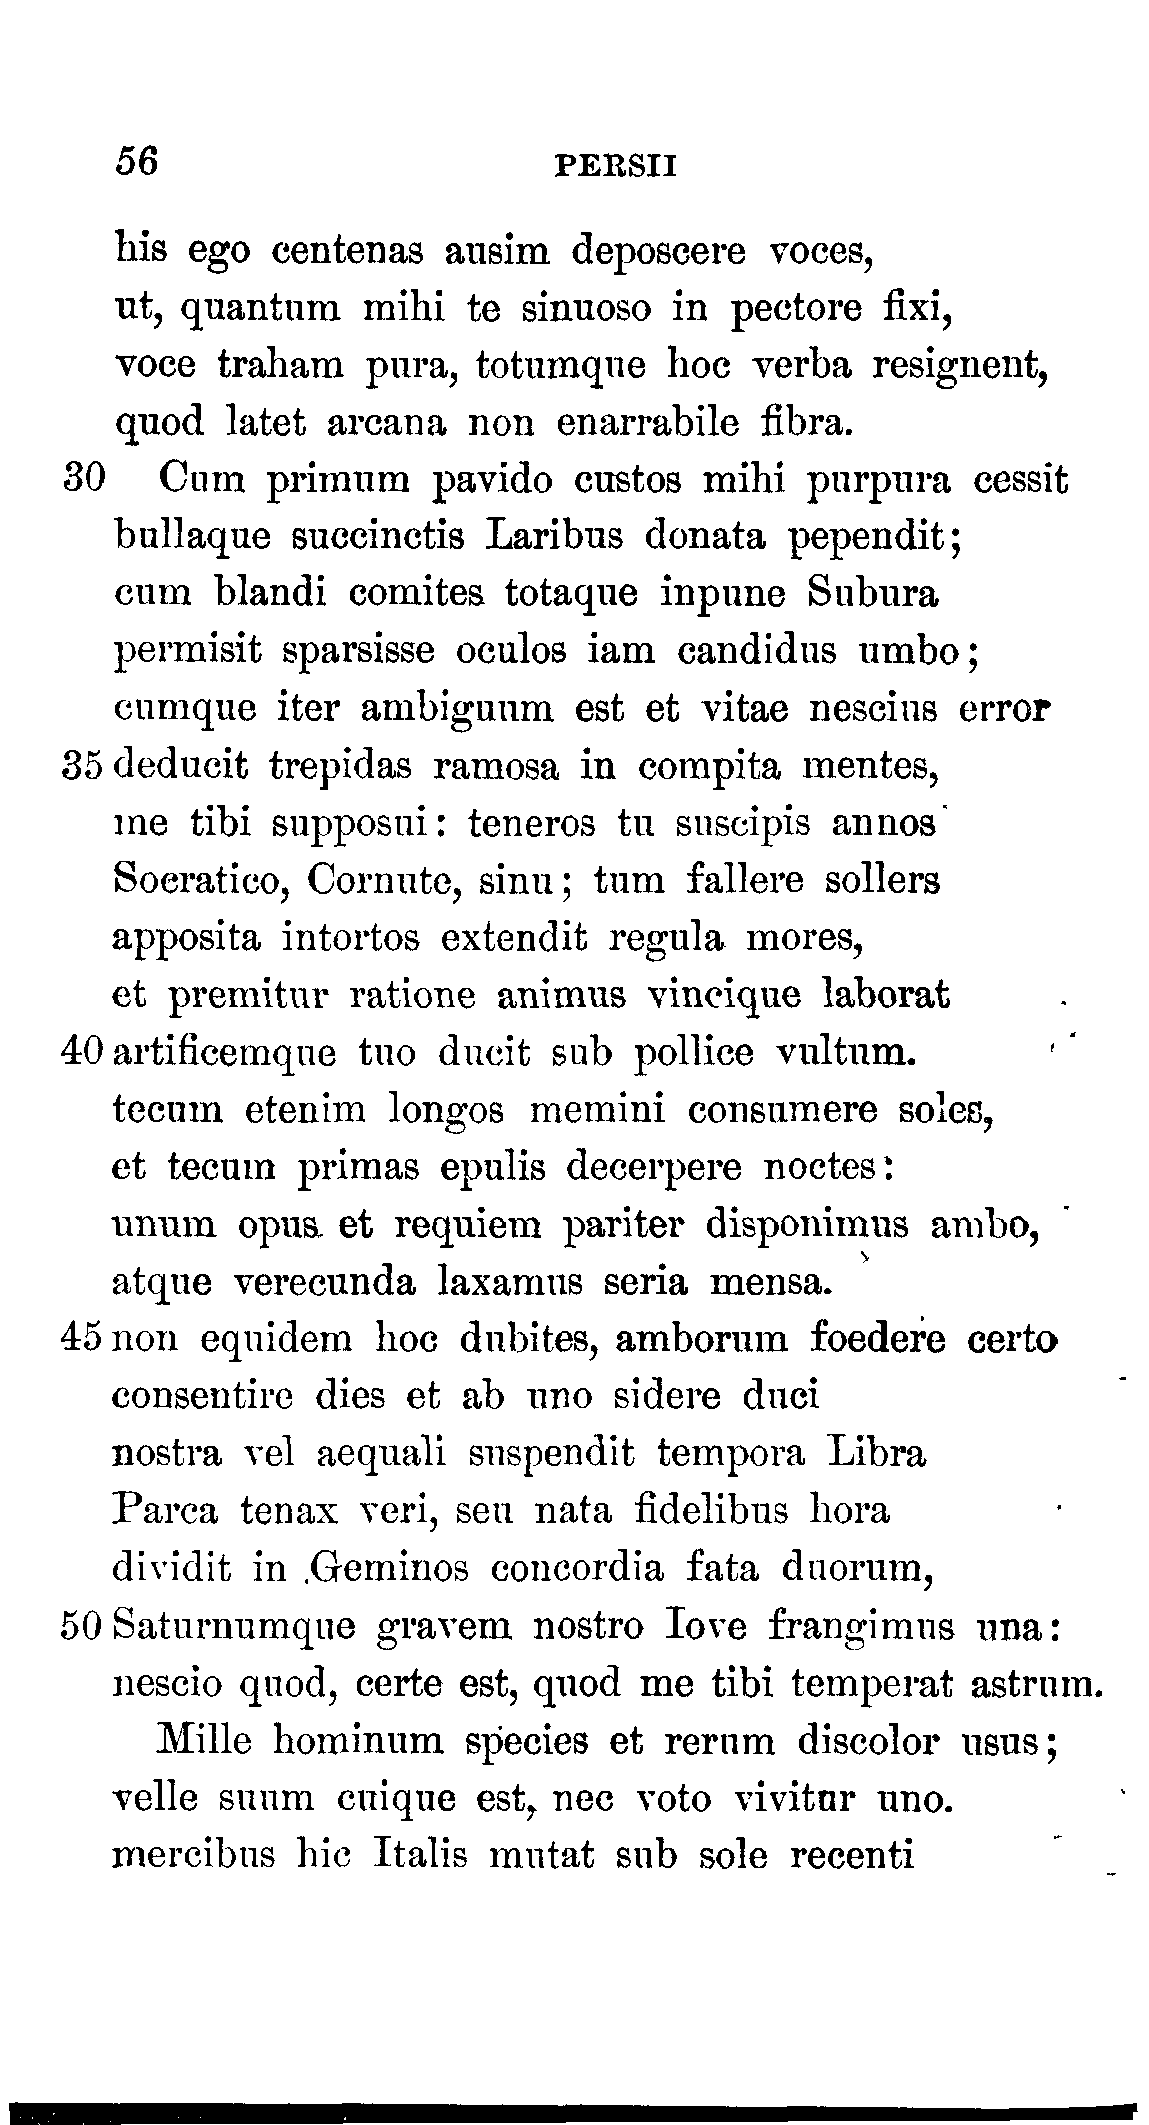 56 PERSII
his ego centenas ausim deposcere voces,
ut, quantum mihi te sinuoso in pectore fixi,
voce traham pura, totumque hoc verba resignent,
quod latet arcana non enarrabile fibra.
30 Cum primum pavido custos mihi purpura cessit
bullaque succinctis Laribus donata pependit;
cum blandi comites totaque inpune Subura
permisit sparsisse oculos iam candidus umbo;
cumque iter ambiguum est et vitae nescius error
35 deducit trepidas ramosa in compita mentes,
me tibi supposui: teneros tu suscipis annos
Socratico, Cornute, sinu; tum fallere sollers
apposita intortos extendit regula mores,
et premitur ratione animus vincique laborat
40 artificemque tuo ducit sub pollice vultum.
tecum etenim longos memini consumere soles,
et tecum primas epulis decerpere noctes:
unum opus et requiem pariter disponimus ambo,
atque verecunda laxamus seria mensa.
45 non equidem hoc dubites, amborum foedere certo
consentire dies et ab uno sidere duci
nostra vel aequali suspendit tempora Libra
Parca tenax veri, seu nata fidelibus hora
dividit in Geminos concordia fata duorum,
50 Saturnumque gravem nostro Iove frangimus una:
nescio quod, certe est, quod me tibi temperat astrum.
Mille hominum species et rerum discolor usus;
velle suum cuique est, nec voto vivitur uno.
mercibus hic Italis mutat sub sole recenti